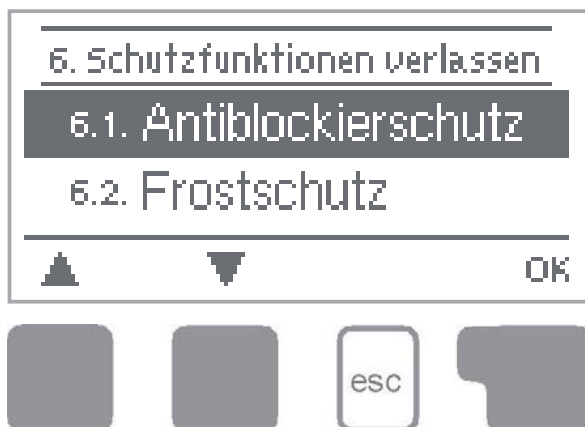 6. Schutzfunktionen verlassen
6.1. Antiblockierschutz
6.2. Frostschutz
OK
esc